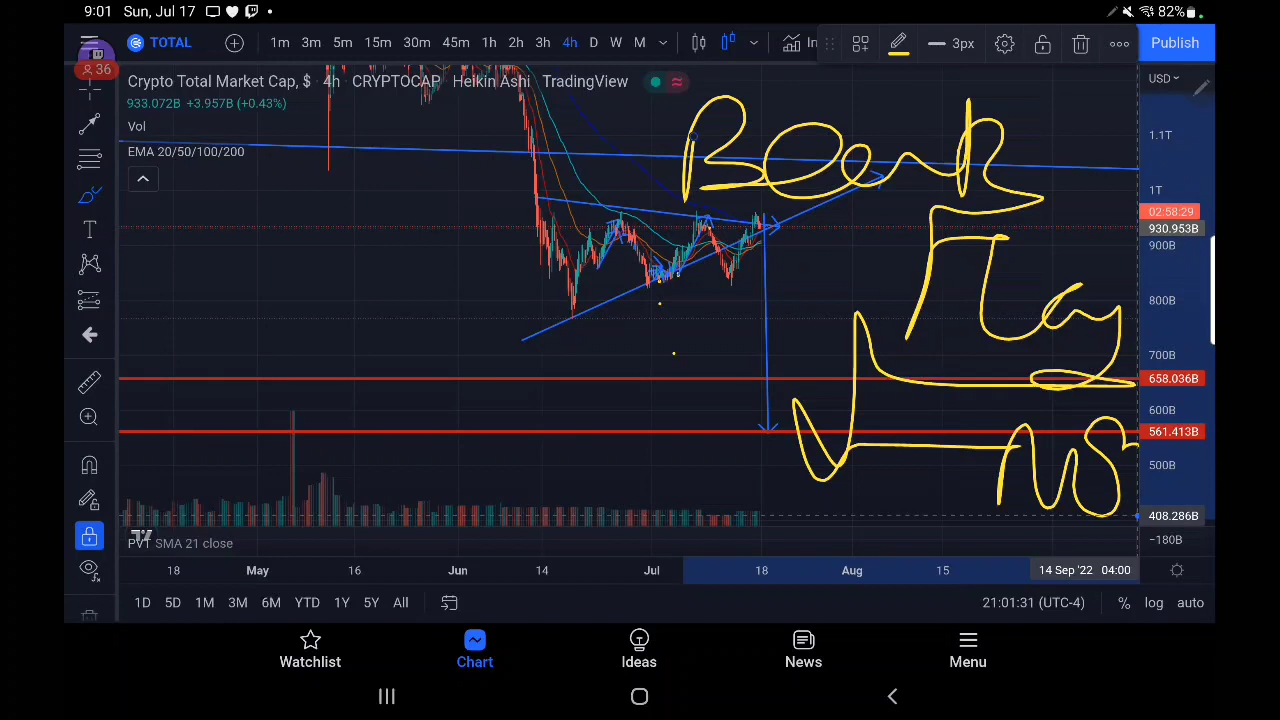 9:01 Sun, Jul 17 82%
TOTAL 1m 3m 5m 15m 30m 45m 1h 2h 3h 4h D W M In 3px Publish
36
Crypto Total Market Cap, $ 4h CRYPTOCAP Heikin Ashi TradingView USD
933.072B +3.957B (+0.43%)
Vol
1.1T
EMA 20/50/100/200
1T
02:58:29
930.953B
900B
800B
700B
658.036B
600B
561.413B
500B
408.286B
PVT SMA 21 close
−180B
18 May 16 Jun 14 Jul 18 Aug 15 14 Sep '22 04:00
1D 5D 1M 3M 6M YTD 1Y 5Y All 21:01:31 (UTC-4) % log auto
Watchlist Chart Ideas News Menu